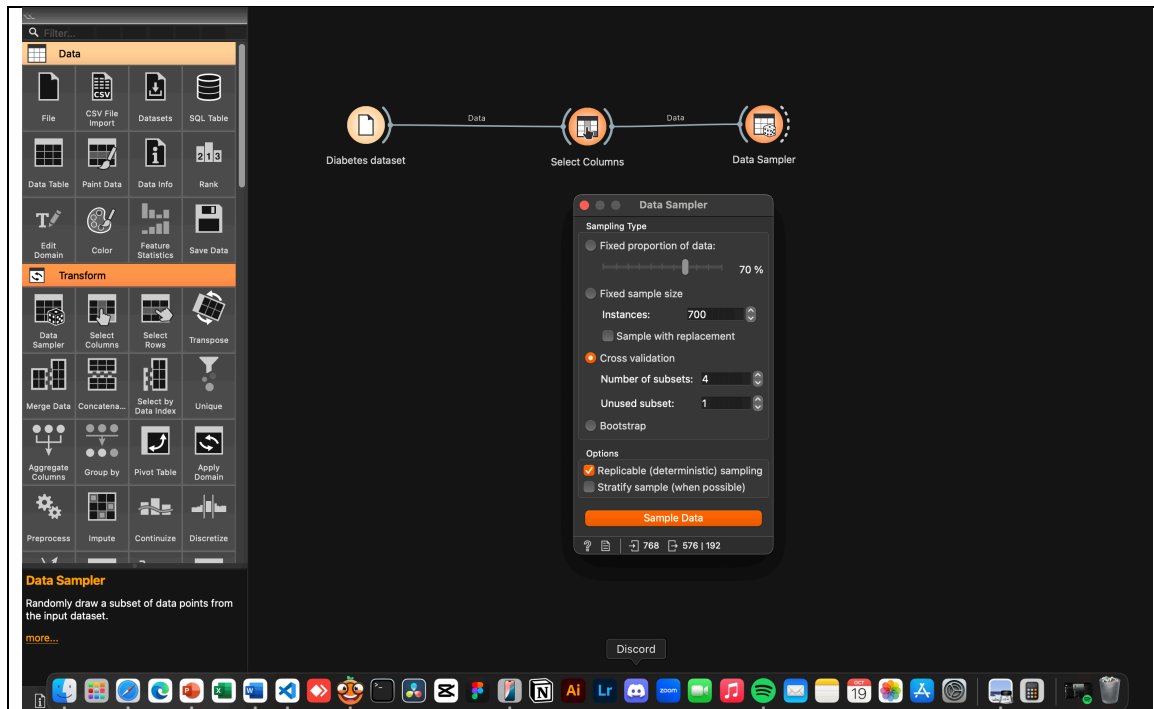 Filter...
Data
File
CSV File
Import
Datasets
SQL Table
Data Table
Paint Data
Data Info
Rank
Edit
Domain
Color
Feature
Statistics
Save Data
Transform
Data
Sampler
Select
Columns
Select
Rows
Transpose
Merge Data
Concatena...
Select by
Data Index
Unique
Aggregate
Columns
Group by
Pivot Table
Apply
Domain
Preprocess
Impute
Continuize
Discretize
Data Sampler
Randomly draw a subset of data points from
the input dataset.
more...
Data
Data
Diabetes dataset
Select Columns
Data Sampler
Data Sampler
Sampling Type
Fixed proportion of data:
70 %
Fixed sample size
Instances: 700
Sample with replacement
Cross validation
Number of subsets: 4
Unused subset: 1
Bootstrap
Options
Replicable (deterministic) sampling
Stratify sample (when possible)
Sample Data
? 768 576 | 192
Discord
Ai
Lr
zoom
OCT
19